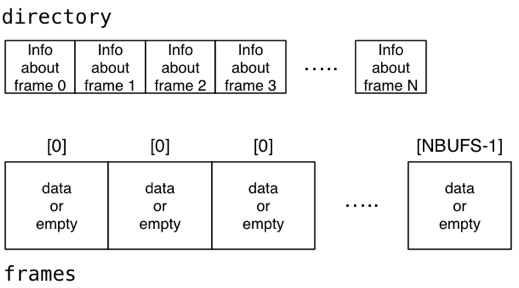 directory
Info about frame 0
Info about frame 1
Info about frame 2
Info about frame 3
.....
Info about frame N
[0] [0] [0] [NBUFS-1]
data or empty
data or empty
data or empty
.....
data or empty
frames